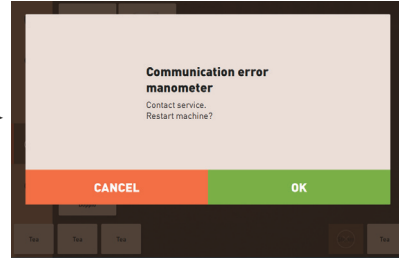 Communication error
manometer
Contact service.
Restart machine?
CANCEL
OK
Tea
Tea
Tea
Tea